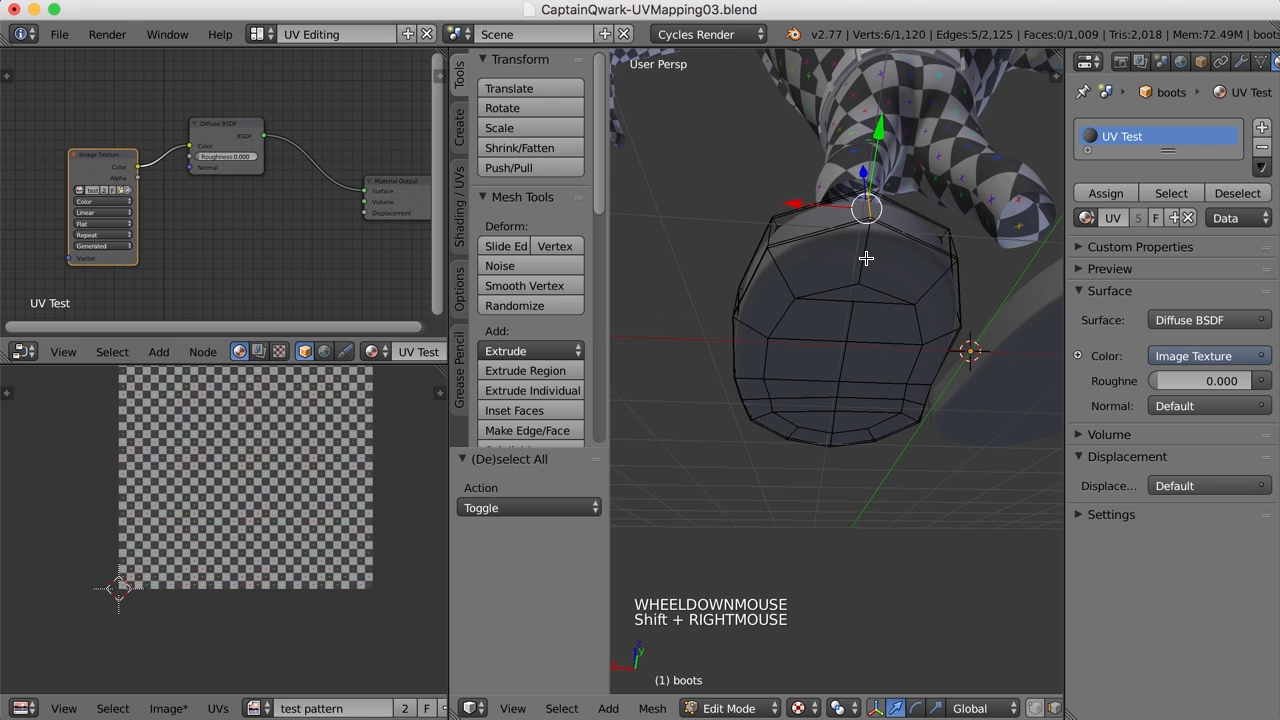 CaptainQwark-UVMapping03.blend
File Render Window Help UV Editing Scene Cycles Render v2.77 | Verts:6/1,120 | Edges:5/2,125 | Faces:0/1,009 | Tris:2,018 | Mem:72.49M | boots
Diffuse BSDF
BSDF
Color
Roughness:0.000
Normal
Image Texture
Color
Alpha
test 2 F
Color
Linear
Flat
Repeat
Generated
Vector
Material Output
Surface
Volume
Displacement
UV Test
View Select Add Node UV Test
View Select Image* UVs test pattern 2 F
Tools
Create
Shading / UVs
Options
Grease Pencil
Transform
Translate
Rotate
Scale
Shrink/Fatten
Push/Pull
Mesh Tools
Deform:
Slide Ed Vertex
Noise
Smooth Vertex
Randomize
Add:
Extrude
Extrude Region
Extrude Individual
Inset Faces
Make Edge/Face
(De)select All
Action
Toggle
User Persp
WHEELDOWNMOUSE
Shift + RIGHTMOUSE
z
y
(1) boots
View Select Add Mesh Edit Mode Global
boots UV Test
UV Test
Assign Select Deselect
UV 5 F Data
Custom Properties
Preview
Surface
Surface: Diffuse BSDF
Color: Image Texture
Roughne 0.000
Normal: Default
Volume
Displacement
Displace... Default
Settings